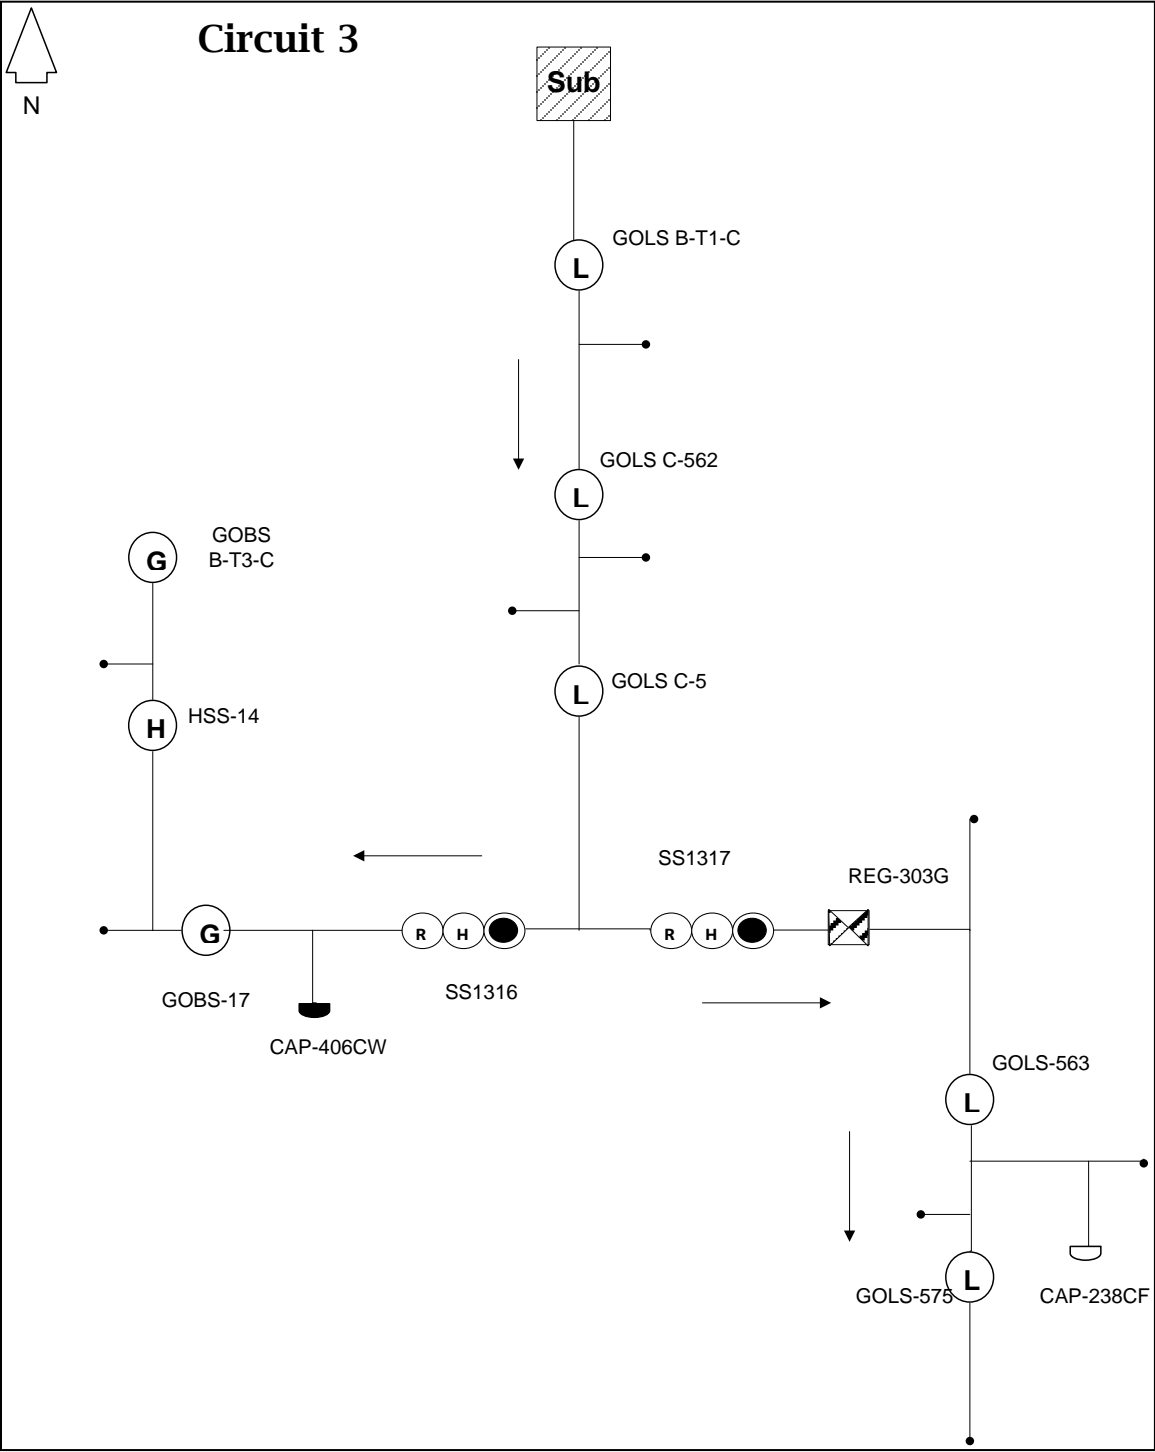 Circuit 3
N
Sub
GOLS B-T1-C
L
GOLS C-562
L
GOBS
B-T3-C
G
GOLS C-5
L
HSS-14
H
SS1317
REG-303G
G
R H
R H
GOBS-17
SS1316
CAP-406CW
GOLS-563
L
L
GOLS-575
CAP-238CF